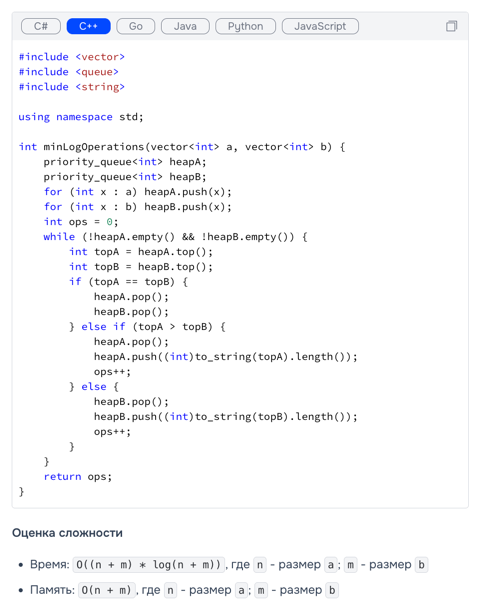 C# C++ Go Java Python JavaScript
#include <vector>
#include <queue>
#include <string>
using namespace std;
int minLogOperations(vector<int> a, vector<int> b) {
    priority_queue<int> heapA;
    priority_queue<int> heapB;
    for (int x : a) heapA.push(x);
    for (int x : b) heapB.push(x);
    int ops = 0;
    while (!heapA.empty() && !heapB.empty()) {
        int topA = heapA.top();
        int topB = heapB.top();
        if (topA == topB) {
            heapA.pop();
            heapB.pop();
        } else if (topA > topB) {
            heapA.pop();
            heapA.push((int)to_string(topA).length());
            ops++;
        } else {
            heapB.pop();
            heapB.push((int)to_string(topB).length());
            ops++;
        }
    }
    return ops;
}
Оценка сложности
• Время: O((n + m) * log(n + m)), где n - размер a; m - размер b
• Память: O(n + m), где n - размер a; m - размер b